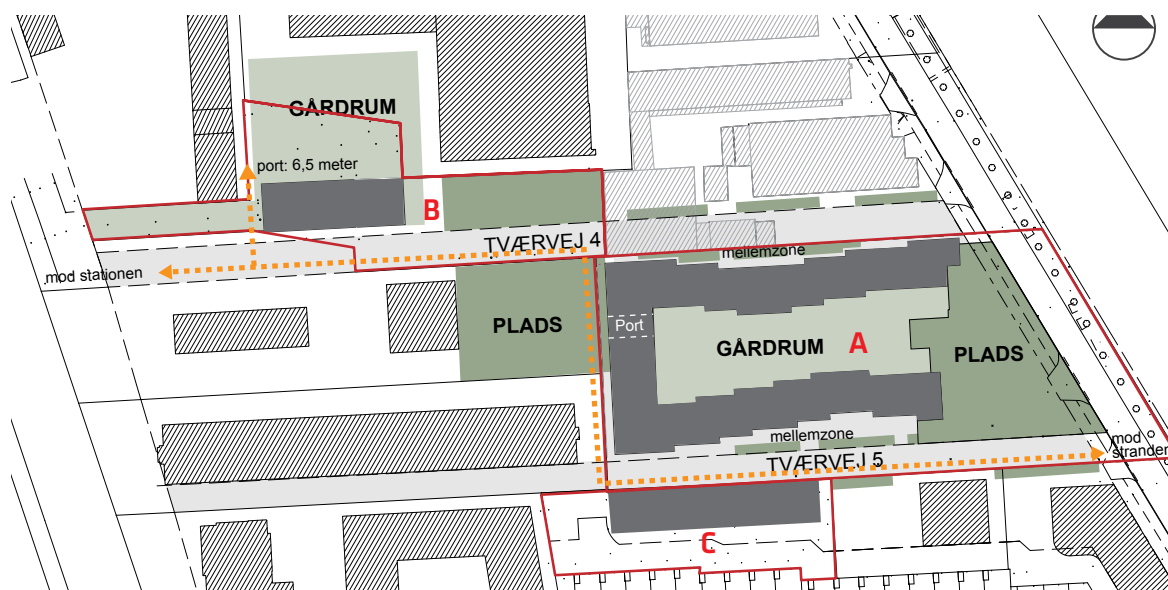 GÅRDRUM
port: 6,5 meter
B
TVÆRVEJ 4
mellemzone
mod stationen
Port
PLADS
GÅRDRUM
A
PLADS
mellemzone
TVÆRVEJ 5
mod
stranden
C